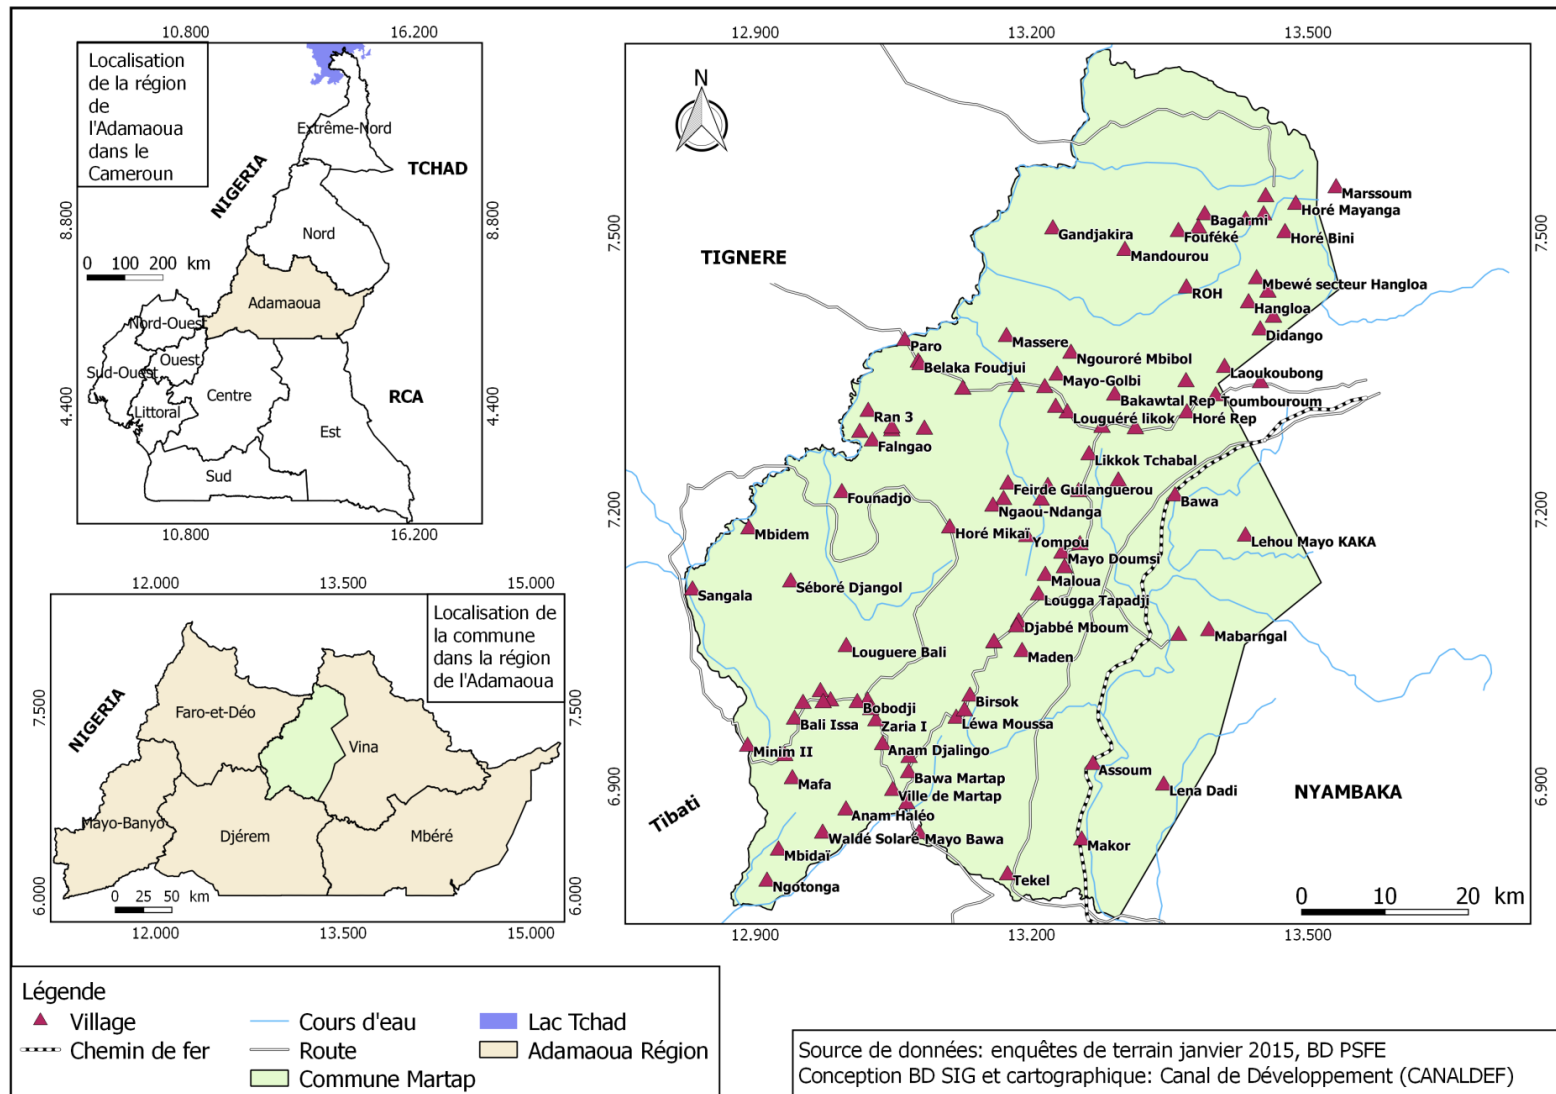 10.800
16.200
Localisation
de la région
de
l'Adamaoua
dans le
Cameroun
Extrême-Nord
NIGERIA
TCHAD
8.800
8.800
Nord
0 100 200 km
Adamaoua
Nord-Ouest
Ouest
Sud-Ouest
Centre
RCA
Littoral
4.400
4.400
Est
Sud
10.800
16.200
12.000
13.500
15.000
Localisation de
la commune
dans la région
de l'Adamaoua
NIGERIA
7.500
7.500
Faro-et-Déo
Vina
Mayo-Banyo
Djérem
Mbéré
0 25 50 km
6.000
6.000
12.000
13.500
15.000
12.900
13.200
13.500
N
7.500
7.500
TIGNERE
Marssoum
Horé Mayanga
Bagarmi
Gandjakira
Fouféké
Horé Bini
Mandourou
Mbewé secteur Hangloa
ROH
Hangloa
Didango
Paro
Massere
Ngouroré Mbibol
Belaka Foudjui
Laoukoubong
Mayo-Golbi
Bakawtal Rep
Toumbouroum
Ran 3
Louguéré likok
Horé Rep
Falngao
Likkok Tchabal
7.200
7.200
Founadjo
Feirde Guilanguerou
Bawa
Ngaou-Ndanga
Mbidem
Horé Mikaï
Yompou
Lehou Mayo KAKA
Mayo Doumsi
Maloua
Sangala
Séboré Djangol
Lougga Tapadji
Djabbé Mboum
Mabarngal
Louguere Bali
Maden
Birsok
Bobodji
Bali Issa
Zaria I
Léwa Moussa
Minim II
Anam Djalingo
Assoum
Bawa Martap
Mafa
Lena Dadi
NYAMBAKA
6.900
6.900
Ville de Martap
Tibati
Anam Haléo
Waldé Solaré
Mayo Bawa
Makor
Mbidaï
Ngotonga
Tekel
0 10 20 km
12.900
13.200
13.500
Légende
Village
Cours d'eau
Lac Tchad
Chemin de fer
Route
Adamaoua Région
Commune Martap
Source de données: enquêtes de terrain janvier 2015, BD PSFE
Conception BD SIG et cartographique: Canal de Développement (CANALDEF)